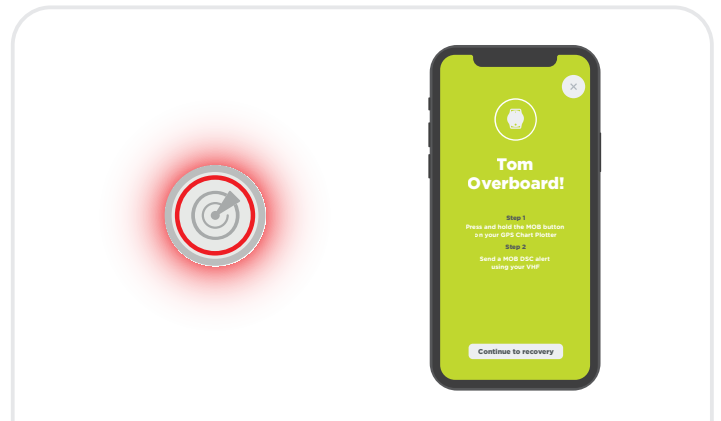 Tom
Overboard!
Step 1
Press and hold the MOB button
on your GPS Chart Plotter
Step 2
Send a MOB DSC alert
using your VHF
Continue to recovery